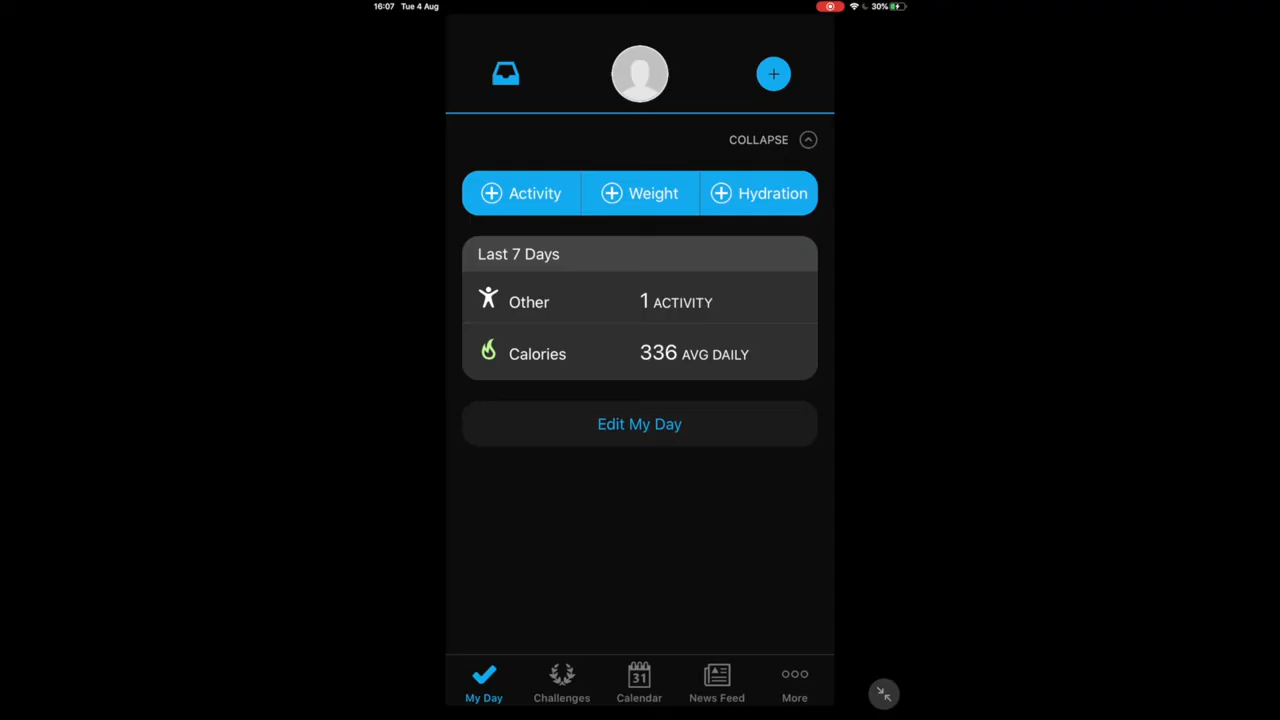 16:07 Tue 4 Aug 30%
COLLAPSE
Activity Weight Hydration
Last 7 Days
Other 1 ACTIVITY
Calories 336 AVG DAILY
Edit My Day
31
My Day Challenges Calendar News Feed More